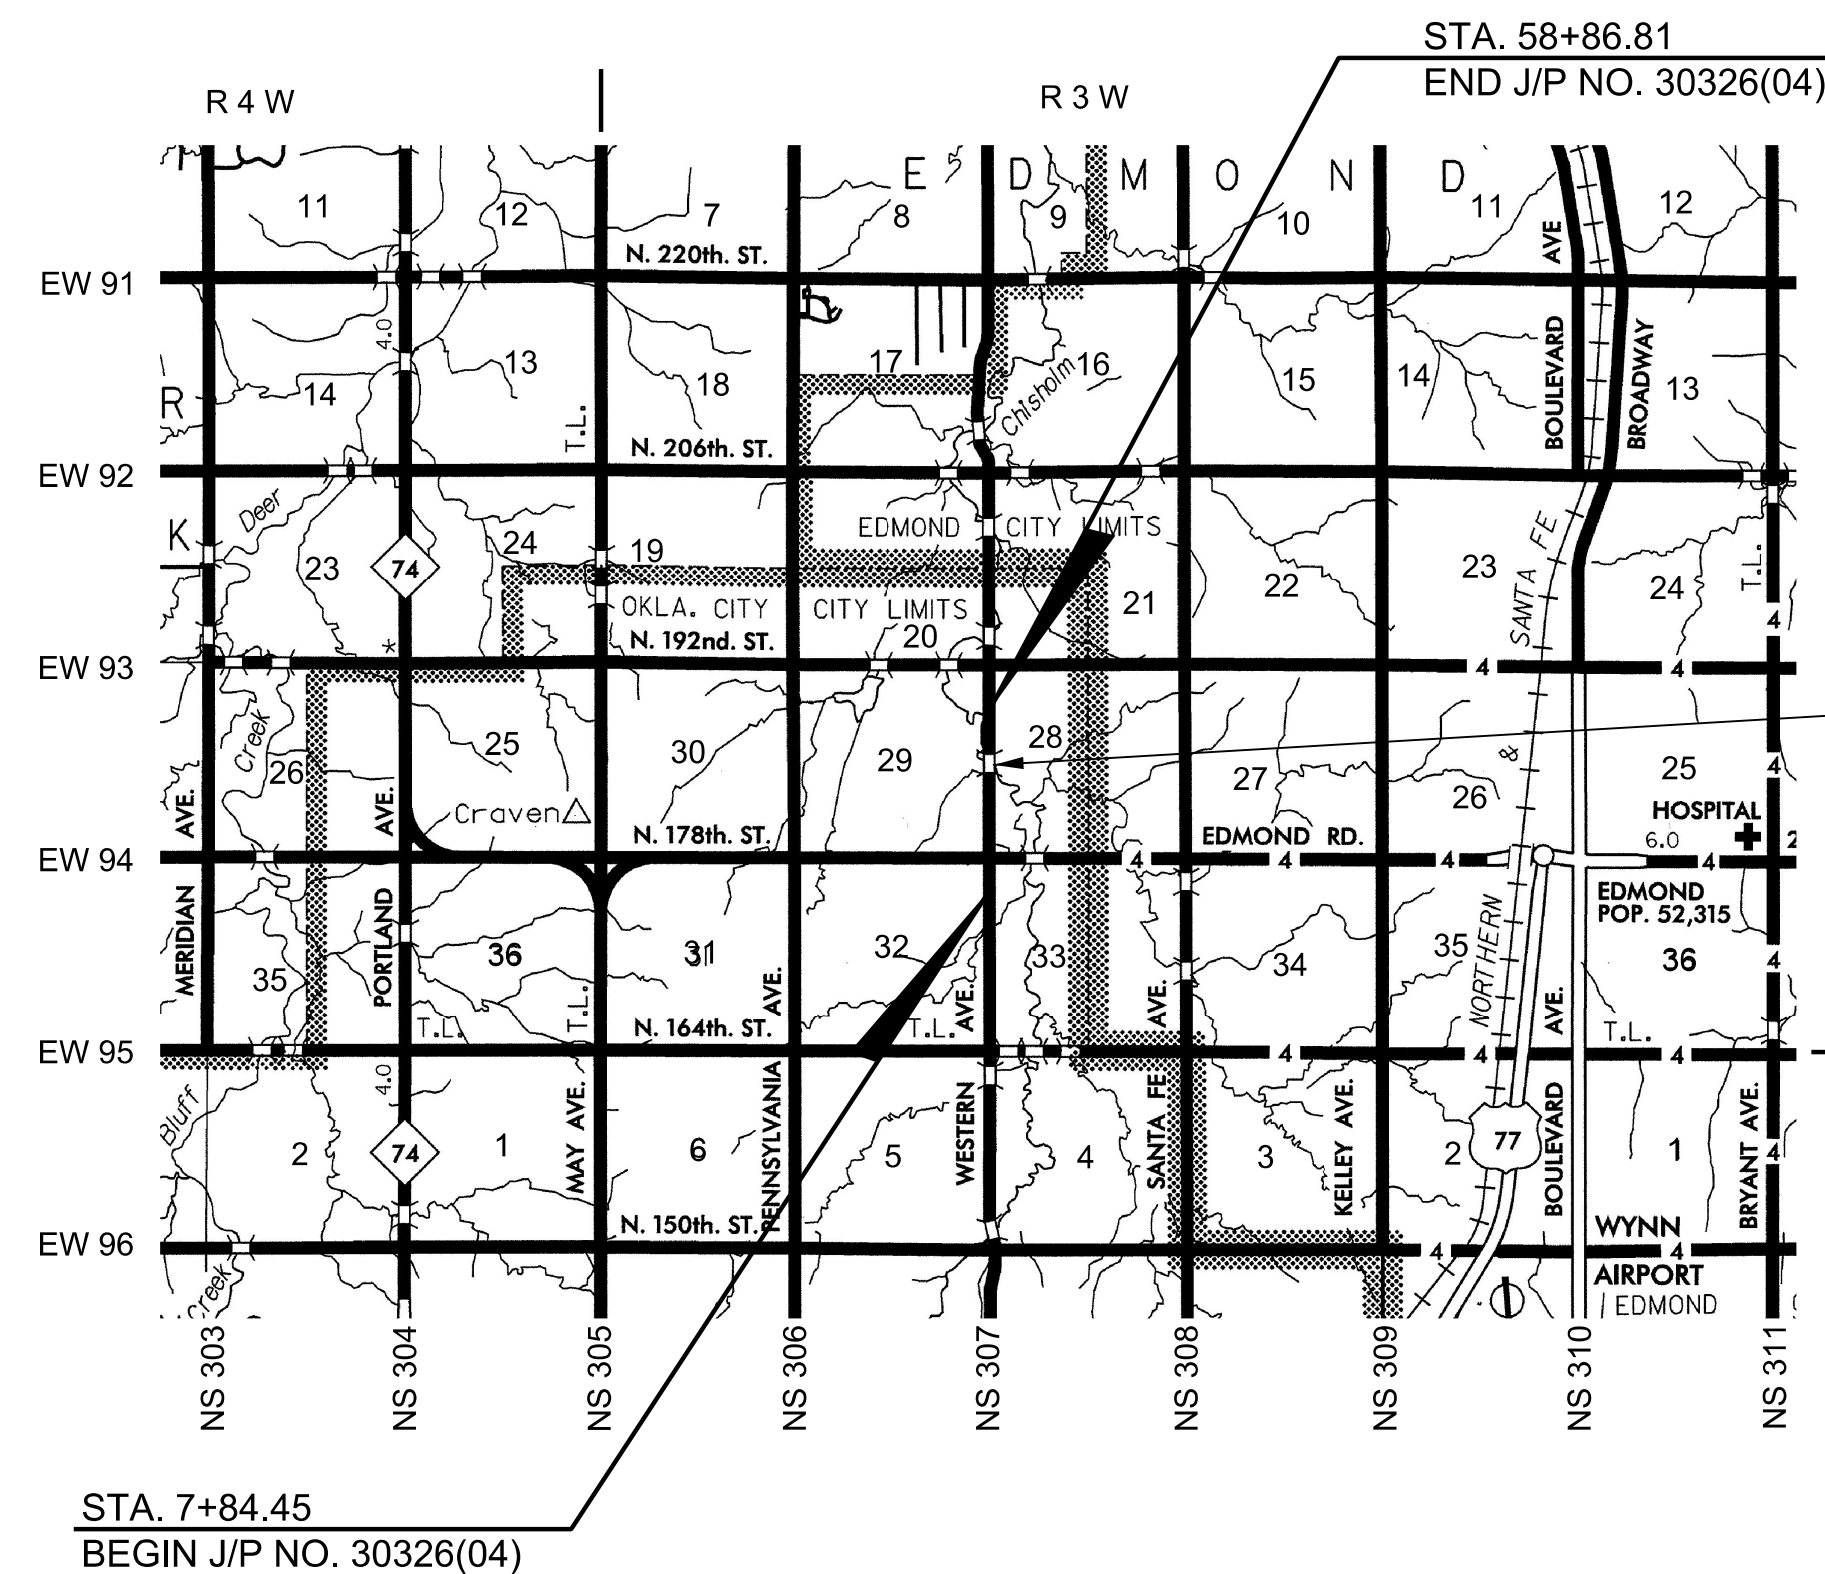 STA. 58+86.81
END J/P NO. 30326(04)
R 4 W
R 3 W
E D M O N D
11
12
7
8
9
10
11
12
N. 220th. ST.
AVE
EW 91
4.0
13
14
18
17
Chisholm
16
15
14
13
R
T.L.
BOULEVARD
BROADWAY
N. 206th. ST.
EW 92
Deer
K
EDMOND CITY LIMITS
SANTA FE
23
74
24
19
21
22
23
24
T.L.
OKLA. CITY CITY LIMITS
4
*
N. 192nd. ST.
20
EW 93
4
4
Creek
26
25
30
29
28
27
26
&
25
4
AVE.
AVE.
Craven
HOSPITAL
N. 178th. ST.
EDMOND RD.
6.0
2
EW 94
4
4
4
4
MERIDIAN
PORTLAND
EDMOND
POP. 52,315
35
36
31
32
33
34
35
NORTHERN
36
4
AVE.
AVE.
AVE.
AVE.
T.L.
T.L.
N. 164th. ST.
T.L.
T.L.
EW 95
4
4
4
4.0
Bluff
2
74
1
MAY AVE.
6
PENNSYLVANIA
5
WESTERN
4
SANTA FE
3
KELLEY AVE.
2
77
BOULEVARD
1
BRYANT AVE.
4
N. 150th. ST.
WYNN
EW 96
4
4
Creek
AIRPORT
EDMOND
NS 303
NS 304
NS 305
NS 306
NS 307
NS 308
NS 309
NS 310
NS 311
STA. 7+84.45
BEGIN J/P NO. 30326(04)